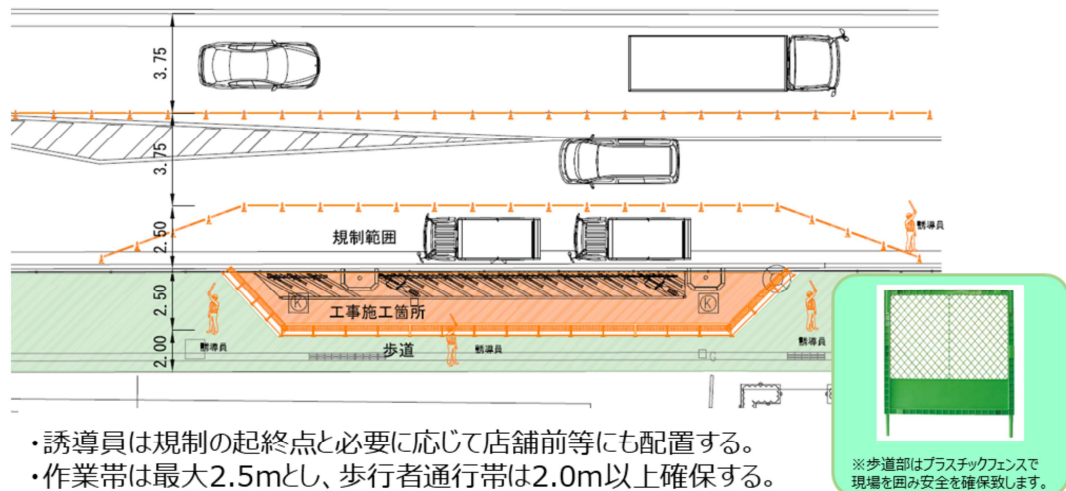 3.75
3.75
2.50
規制範囲
誘導員
2.50
工事施工箇所
K
K
2.00
誘導員
歩道
誘導員
誘導員
G
・誘導員は規制の起終点と必要に応じて店舗前等にも配置する。
・作業帯は最大2.5mとし、歩行者通行帯は2.0m以上確保する。
※歩道部はプラスチックフェンスで
現場を囲み安全を確保致します。